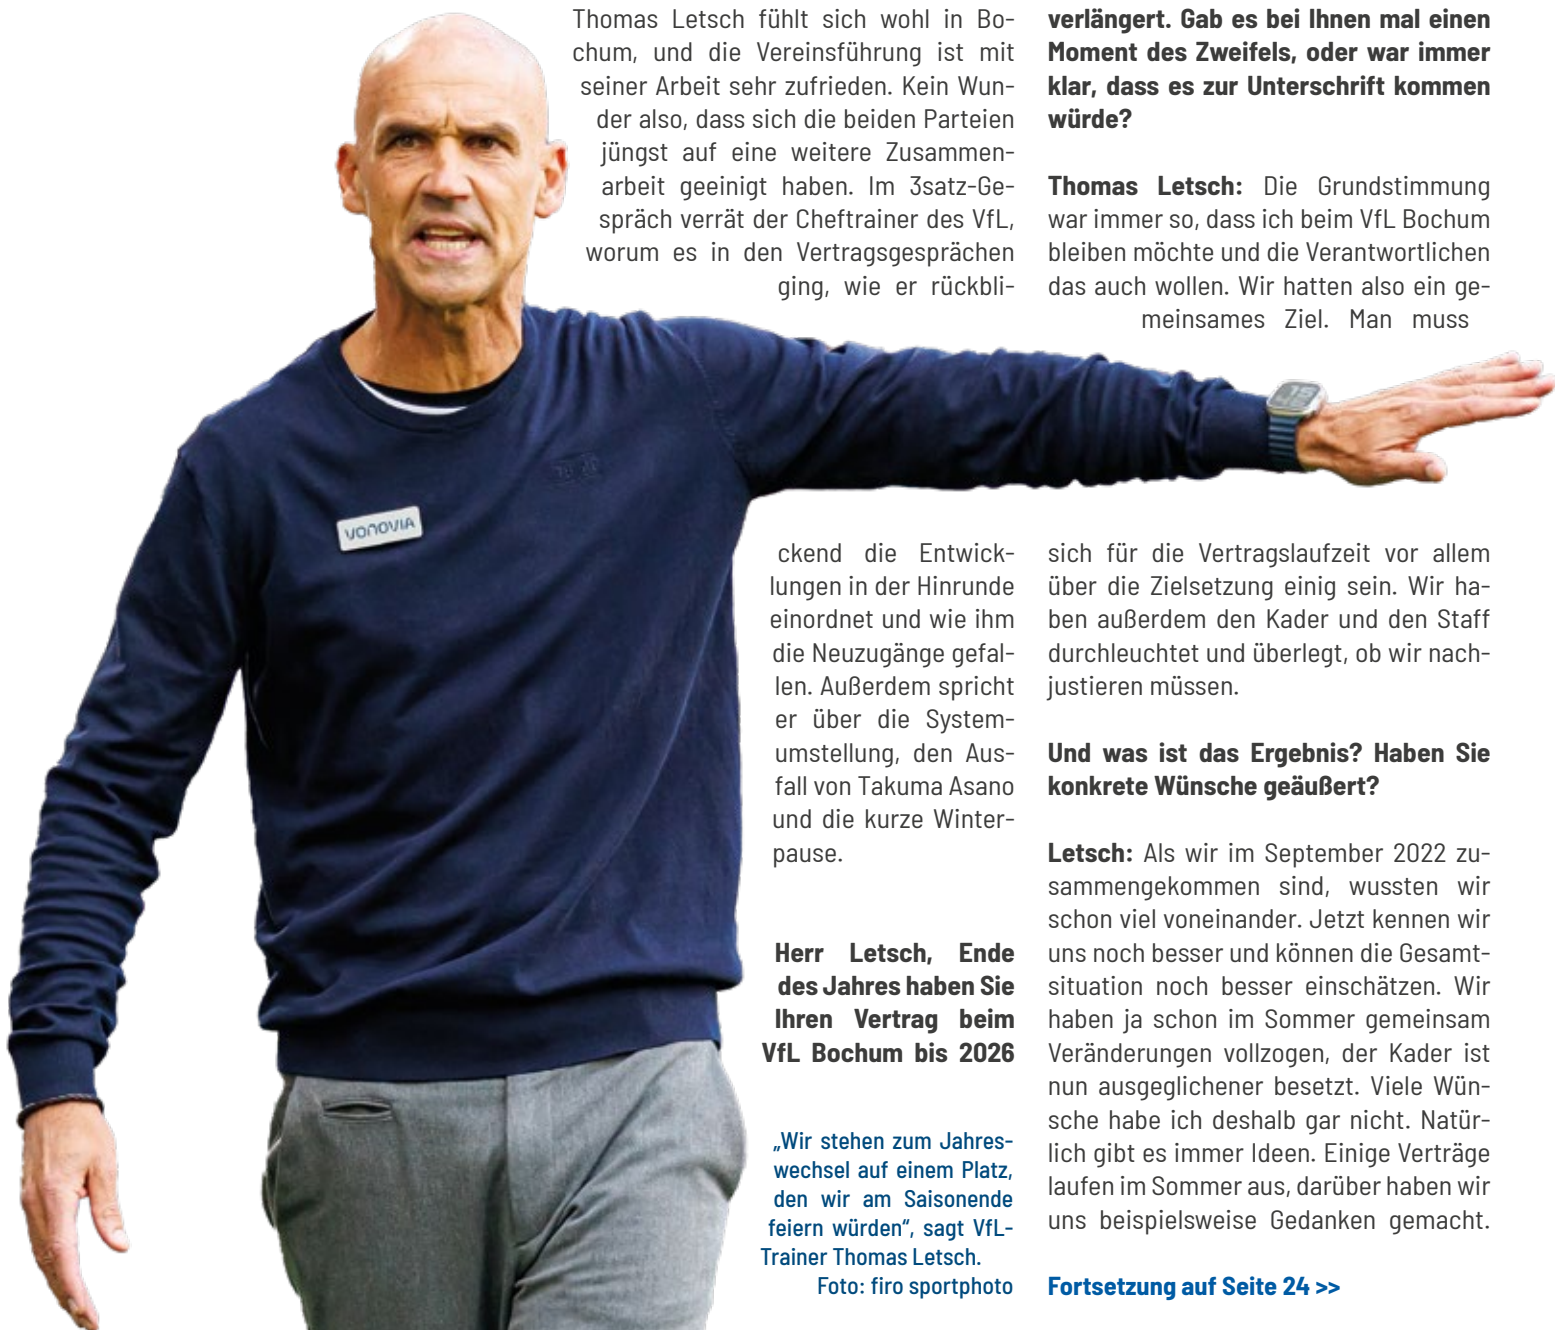 Thomas Letsch fühlt sich wohl in Bo-
chum, und die Vereinsführung ist mit
seiner Arbeit sehr zufrieden. Kein Wun-
der also, dass sich die beiden Parteien
jüngst auf eine weitere Zusammen-
arbeit geeinigt haben. Im 3satz-Ge-
spräch verrät der Cheftrainer des VfL,
worum es in den Vertragsgesprächen
ging, wie er rückbli-
ckend die Entwick-
lungen in der Hinrunde
einordnet und wie ihm
die Neuzugänge gefal-
len. Außerdem spricht
er über die System-
umstellung, den Aus-
fall von Takuma Asano
und die kurze Winter-
pause.
Herr Letsch, Ende
des Jahres haben Sie
Ihren Vertrag beim
VfL Bochum bis 2026
verlängert. Gab es bei Ihnen mal einen
Moment des Zweifels, oder war immer
klar, dass es zur Unterschrift kommen
würde?
Thomas Letsch: Die Grundstimmung
war immer so, dass ich beim VfL Bochum
bleiben möchte und die Verantwortlichen
das auch wollen. Wir hatten also ein ge-
meinsames Ziel. Man muss
sich für die Vertragslaufzeit vor allem
über die Zielsetzung einig sein. Wir ha-
ben außerdem den Kader und den Staff
durchleuchtet und überlegt, ob wir nach-
justieren müssen.
Und was ist das Ergebnis? Haben Sie
konkrete Wünsche geäußert?
Letsch: Als wir im September 2022 zu-
sammengekommen sind, wussten wir
schon viel voneinander. Jetzt kennen wir
uns noch besser und können die Gesamt-
situation noch besser einschätzen. Wir
haben ja schon im Sommer gemeinsam
Veränderungen vollzogen, der Kader ist
nun ausgeglichener besetzt. Viele Wün-
sche habe ich deshalb gar nicht. Natür-
lich gibt es immer Ideen. Einige Verträge
laufen im Sommer aus, darüber haben wir
uns beispielsweise Gedanken gemacht.
Fortsetzung auf Seite 24 >>
„Wir stehen zum Jahres-
wechsel auf einem Platz,
den wir am Saisonende
feiern würden“, sagt VfL-
Trainer Thomas Letsch.
Foto: firo sportphoto
VONOVIA